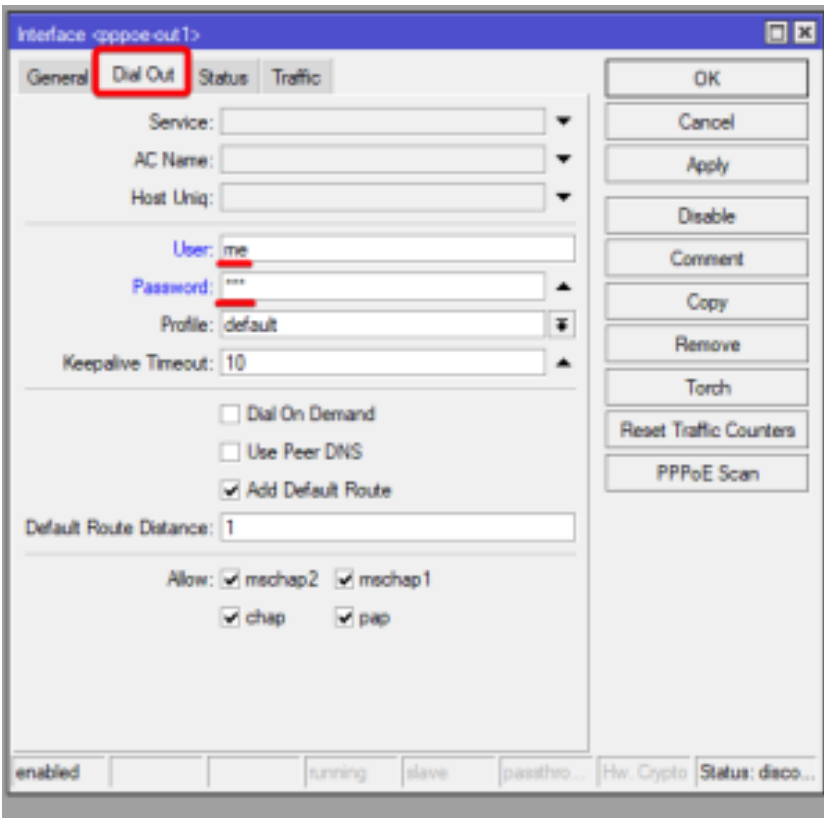 Interface <pppoe-out1>
General Dial Out Status Traffic
OK
Service:
Cancel
AC Name:
Apply
Host Uniq:
Disable
User: me
Comment
Password: ***
Copy
Profile: default
Remove
Keepalive Timeout: 10
Torch
Dial On Demand
Reset Traffic Counters
Use Peer DNS
PPPoE Scan
Add Default Route
Default Route Distance: 1
Allow: mschap2 mschap1
chap pap
enabled running slave passthro... Hw. Crypto Status: disco...